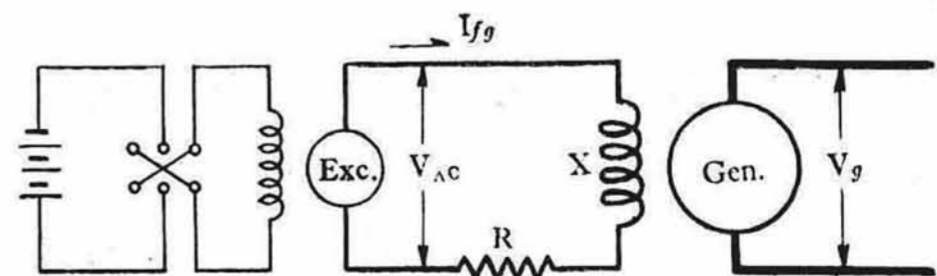 I_fg
Exc.
V_AC
X
R
Gen.
V_g